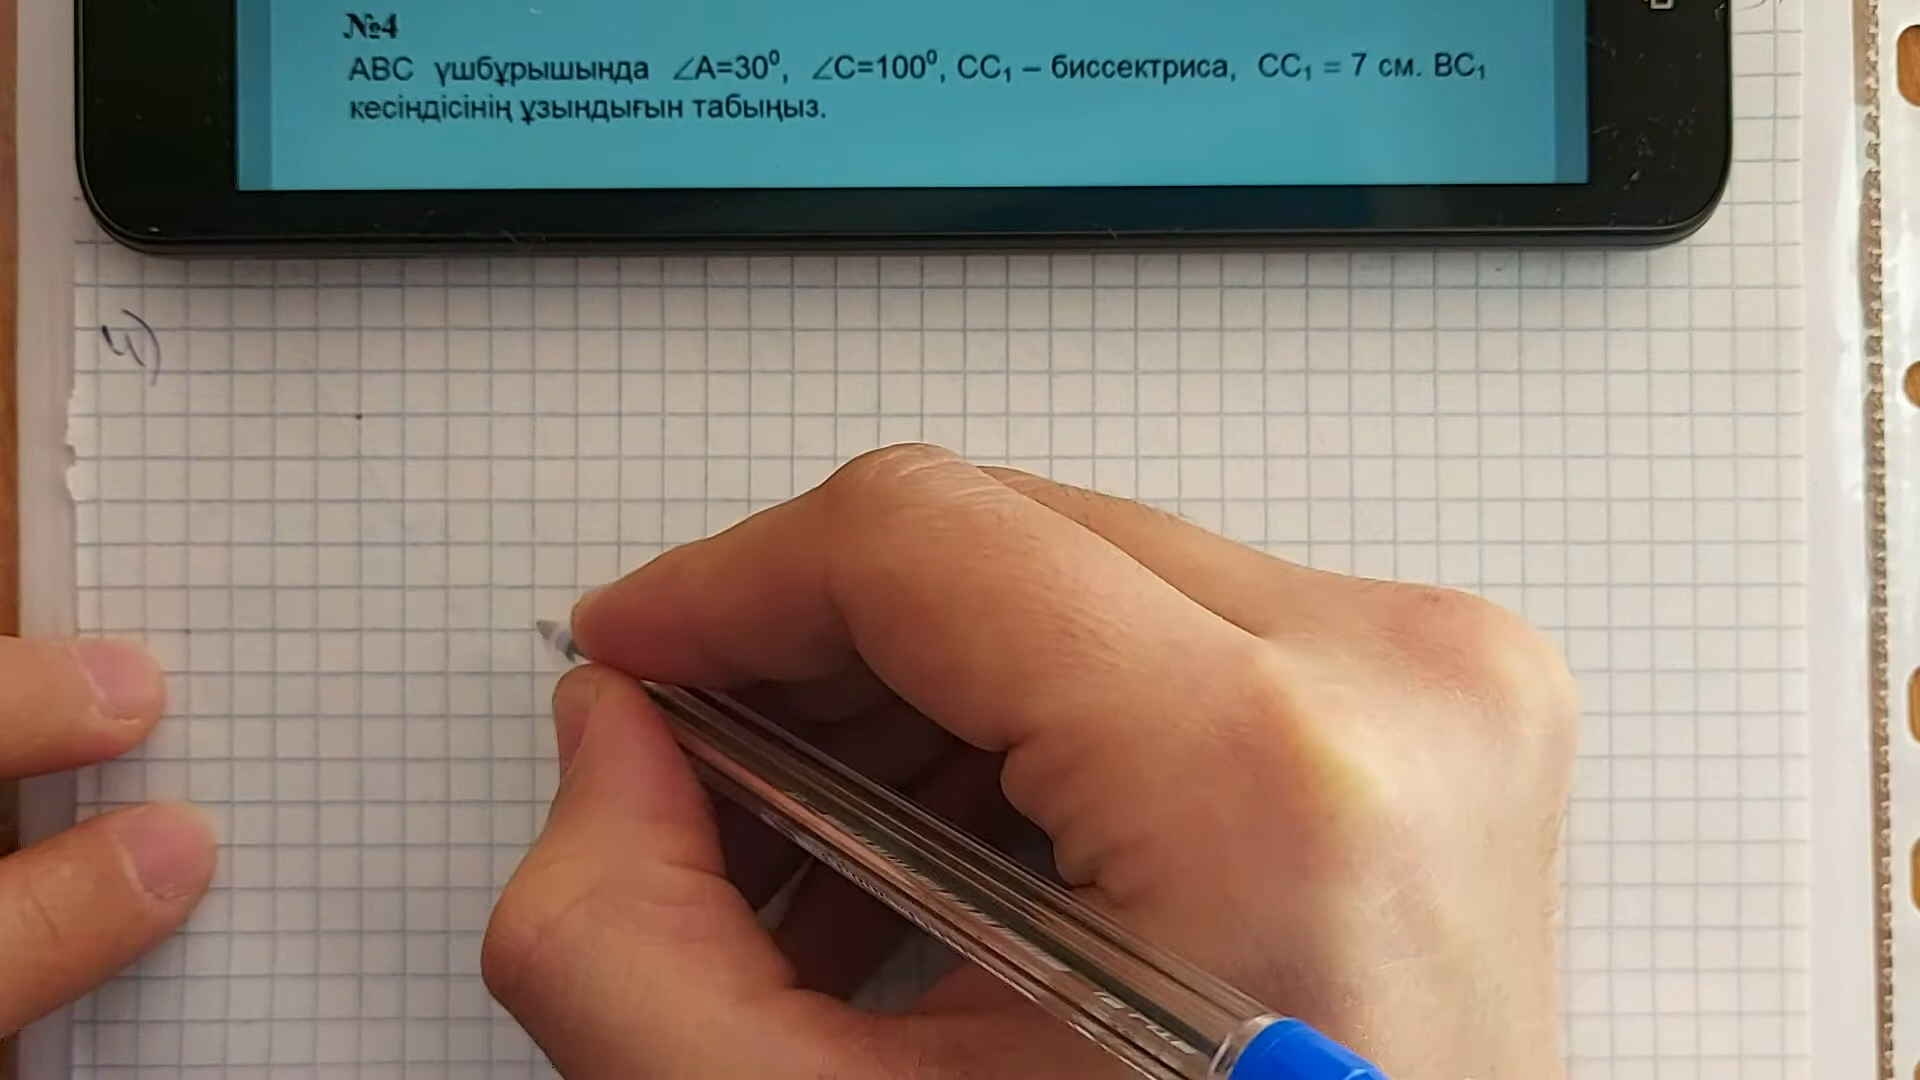 №4
ABC үшбұрышында ∠A=30⁰, ∠C=100⁰, CC₁ – биссектриса, CC₁ = 7 см. BC₁
кесіндісінің ұзындығын табыңыз.
4)